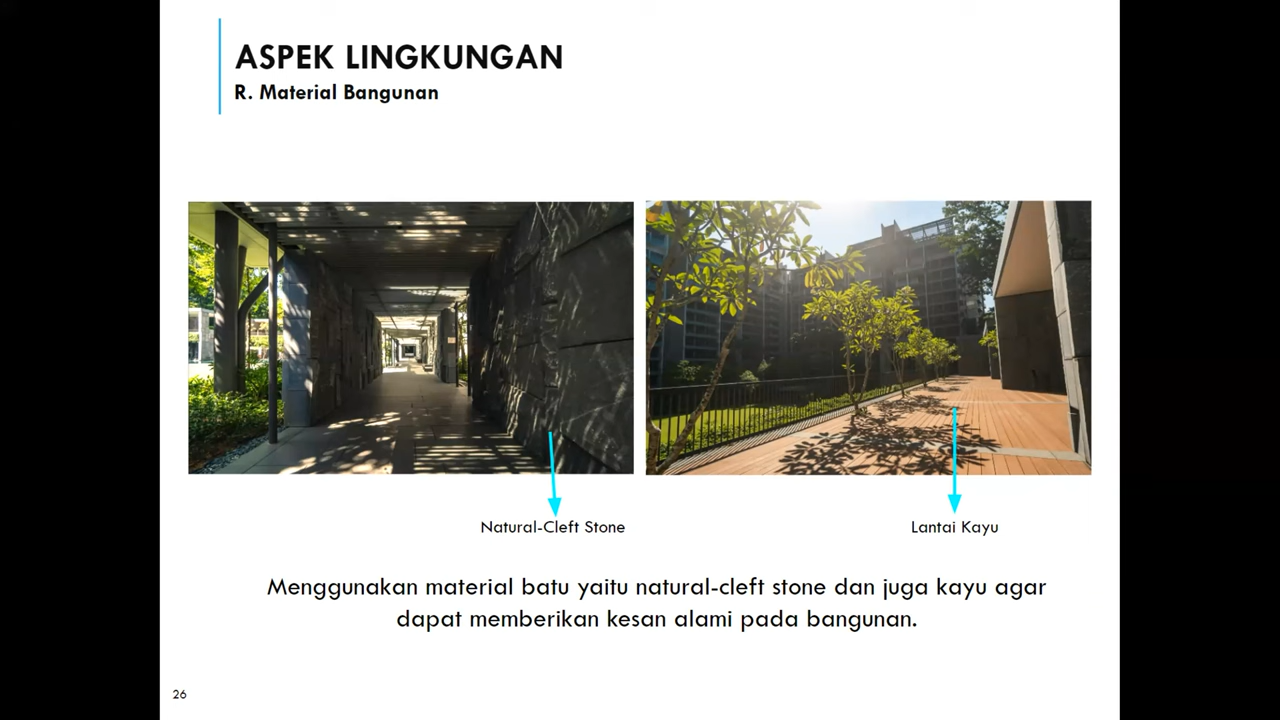 ASPEK LINGKUNGAN
R. Material Bangunan
Natural-Cleft Stone
Lantai Kayu
Menggunakan material batu yaitu natural-cleft stone dan juga kayu agar
dapat memberikan kesan alami pada bangunan.
26